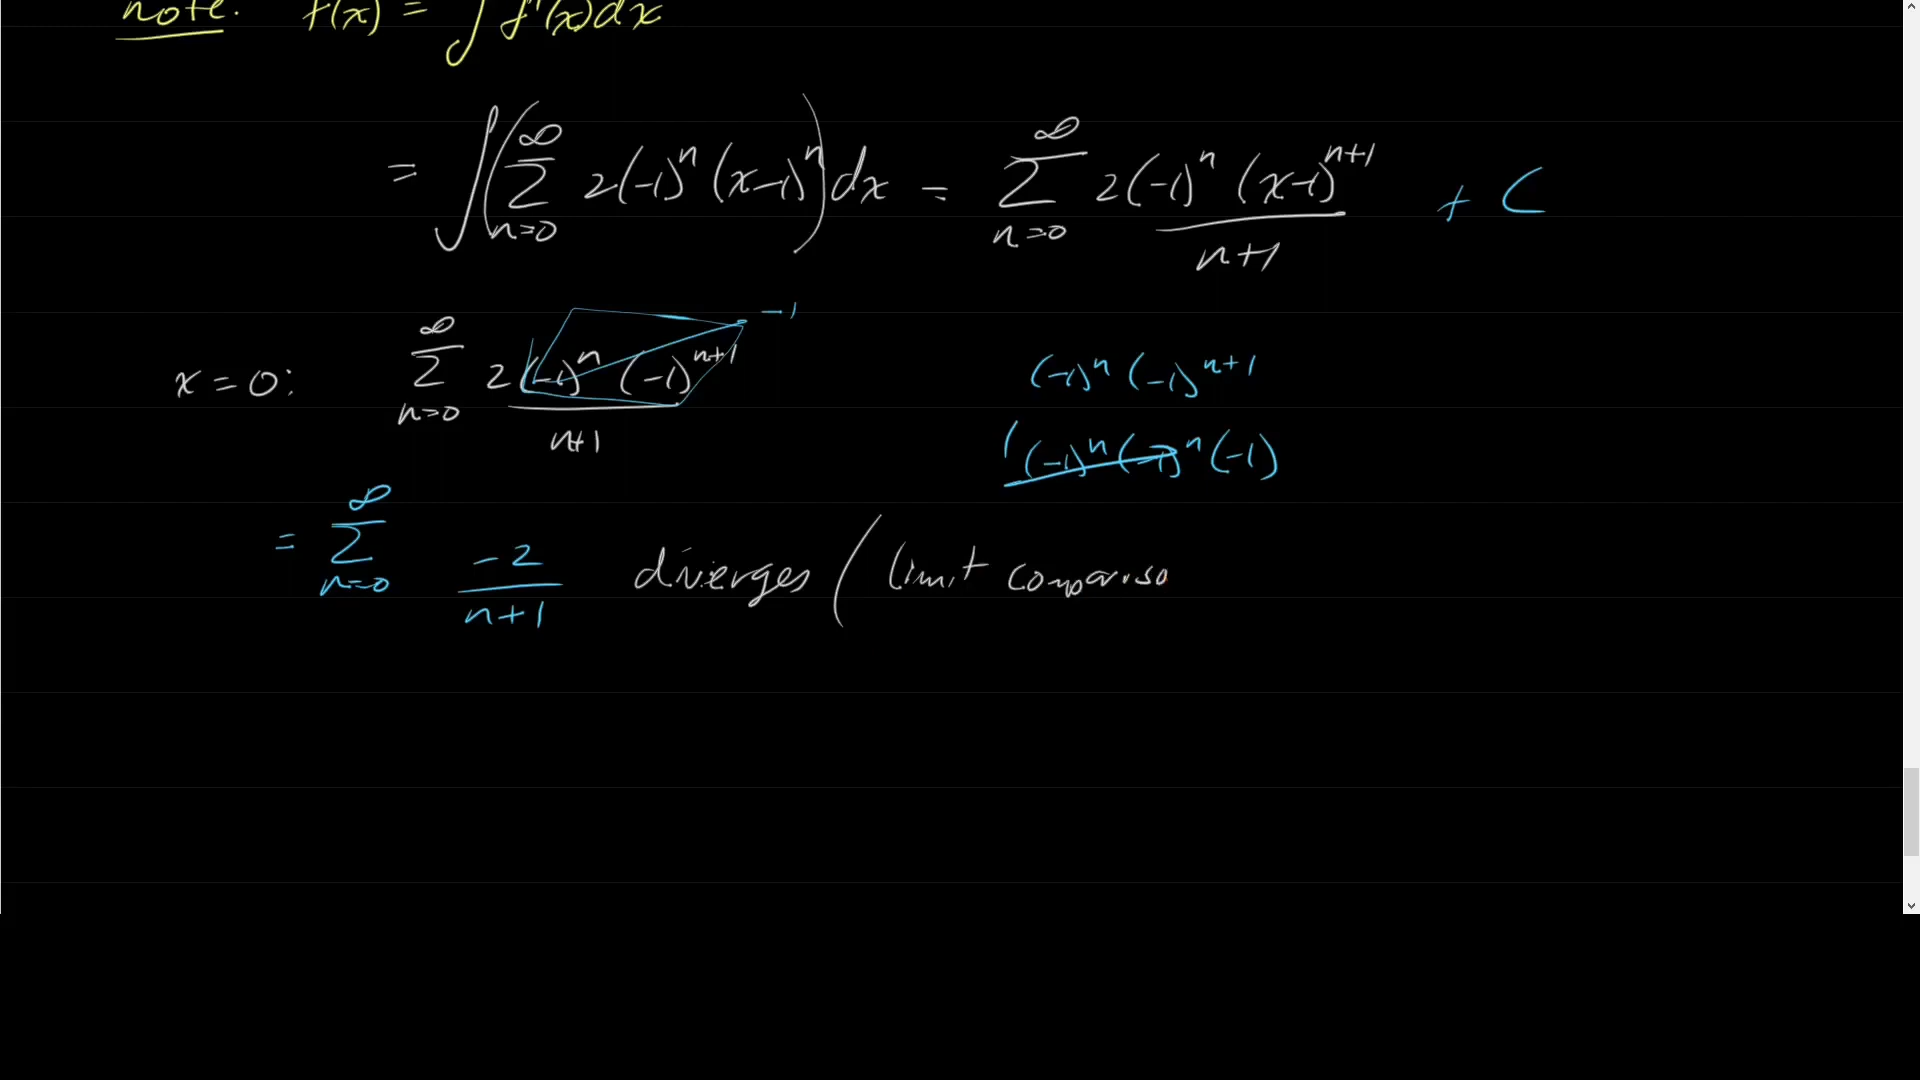 note: f(x) = ∫ f'(x)dx
= ∫ ( ∞ Σ n=0 2(-1)^n (x-1)^n ) dx = ∞ Σ n=0 2(-1)^n (x-1)^(n+1) / n+1 + C
x=0: ∞ Σ n=0 2(-1)^n (-1)^(n+1) / n+1 -1
(-1)^n (-1)^(n+1)
(-1)^n (-1)^n (-1)
= ∞ Σ n=0 -2 / n+1 diverges ( limit compariso